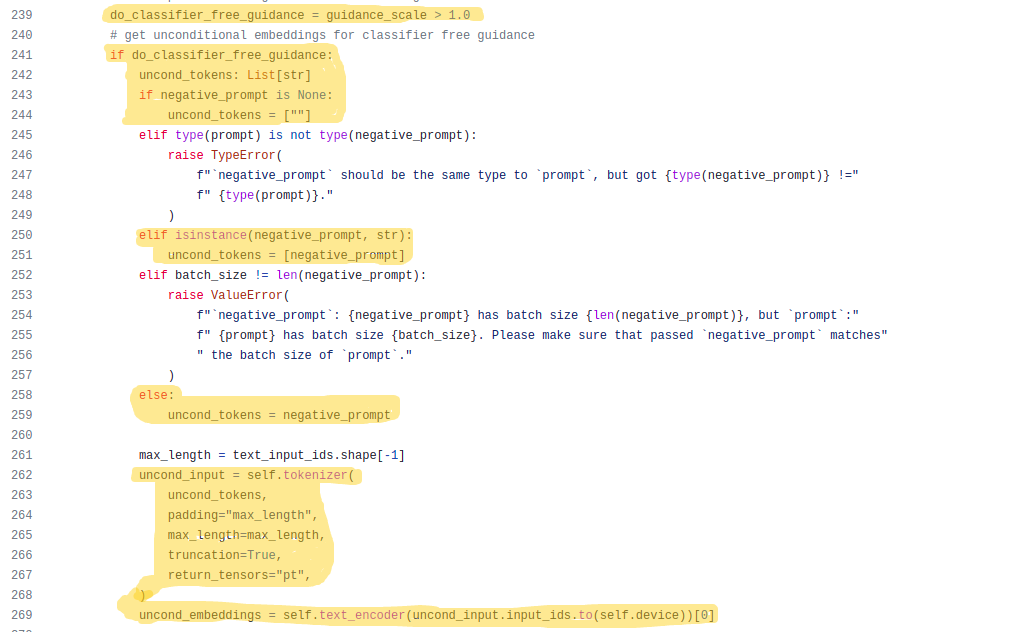 239 do_classifier_free_guidance = guidance_scale > 1.0
240 # get unconditional embeddings for classifier free guidance
241 if do_classifier_free_guidance:
242 uncond_tokens: List[str]
243 if negative_prompt is None:
244 uncond_tokens = [""]
245 elif type(prompt) is not type(negative_prompt):
246 raise TypeError(
247 f"`negative_prompt` should be the same type to `prompt`, but got {type(negative_prompt)} !="
248 f" {type(prompt)}."
249 )
250 elif isinstance(negative_prompt, str):
251 uncond_tokens = [negative_prompt]
252 elif batch_size != len(negative_prompt):
253 raise ValueError(
254 f"`negative_prompt`: {negative_prompt} has batch size {len(negative_prompt)}, but `prompt`:"
255 f" {prompt} has batch size {batch_size}. Please make sure that passed `negative_prompt` matches"
256 " the batch size of `prompt`."
257 )
258 else:
259 uncond_tokens = negative_prompt
260
261 max_length = text_input_ids.shape[-1]
262 uncond_input = self.tokenizer(
263 uncond_tokens,
264 padding="max_length",
265 max_length=max_length,
266 truncation=True,
267 return_tensors="pt",
268 )
269 uncond_embeddings = self.text_encoder(uncond_input.input_ids.to(self.device))[0]